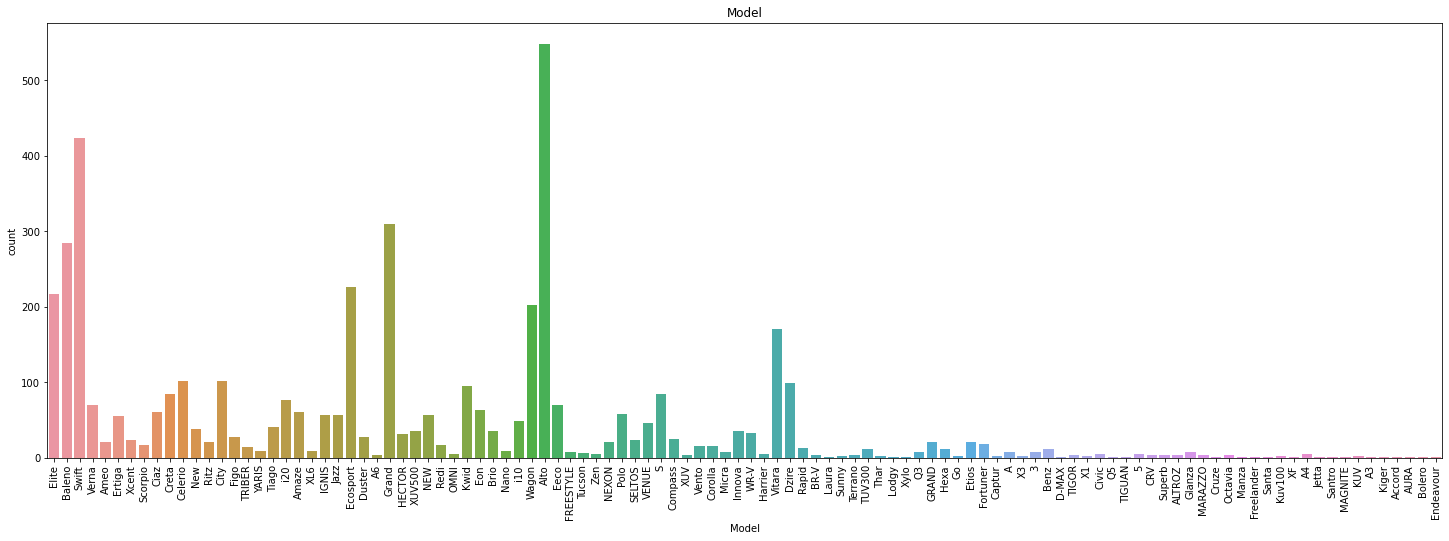 Model
500
400
300
200
100
0
count
Elite
Baleno
Swift
Verna
Ameo
Ertiga
Xcent
Scorpio
Ciaz
Creta
Celerio
New
Ritz
City
Figo
TRIBER
YARIS
Tiago
i20
Amaze
XL6
IGNIS
Jazz
Ecosport
Duster
A6
Grand
HECTOR
XUV500
NEW
Redi
OMNI
Kwid
Eon
Brio
Nano
i10
Wagon
Alto
Eeco
FREESTYLE
Tucson
Zen
NEXON
Polo
SELTOS
VENUE
S
Compass
XUV
Vento
Corolla
Micra
Innova
WR-V
Harrier
Vitara
Dzire
Rapid
BR-V
Laura
Sunny
Terrano
TUV300
Thar
Lodgy
Xylo
Q3
GRAND
Hexa
Go
Etios
Fortuner
Captur
A
X3
3
Benz
D-MAX
TIGOR
X1
Civic
Q5
TIGUAN
5
CRV
Superb
ALTROZ
Glanza
MARAZZO
Cruze
Octavia
Manza
Freelander
Santa
Kuv100
XF
A4
Jetta
Santro
MAGNITE
KUV
A3
Kiger
Accord
AURA
Bolero
Endeavour
Model